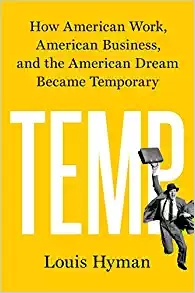 How American Work,
American Business,
and the American Dream
Became Temporary
TEMP
Louis Hyman